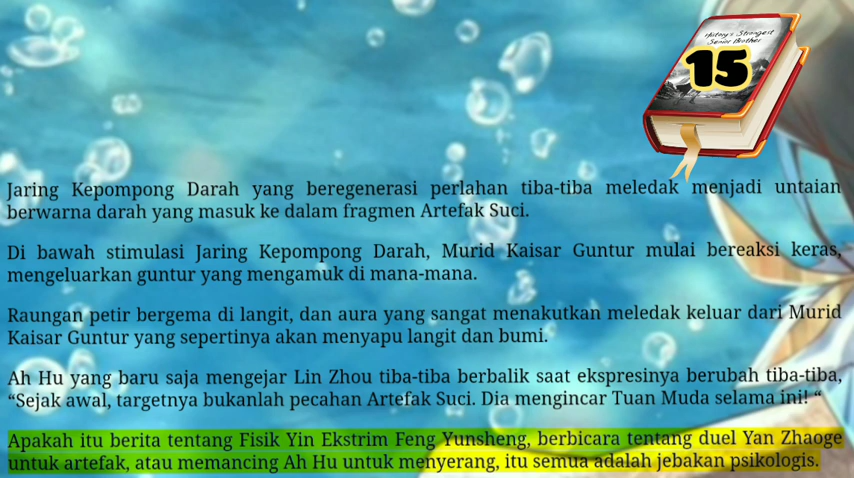 History's Strongest
Senior Brother
15
Jaring Kepompong Darah yang beregenerasi perlahan tiba-tiba meledak menjadi untaian
berwarna darah yang masuk ke dalam fragmen Artefak Suci.
Di bawah stimulasi Jaring Kepompong Darah, Murid Kaisar Guntur mulai bereaksi keras,
mengeluarkan guntur yang mengamuk di mana-mana.
Raungan petir bergema di langit, dan aura yang sangat menakutkan meledak keluar dari Murid
Kaisar Guntur yang sepertinya akan menyapu langit dan bumi.
Ah Hu yang baru saja mengejar Lin Zhou tiba-tiba berbalik saat ekspresinya berubah tiba-tiba,
“Sejak awal, targetnya bukanlah pecahan Artefak Suci. Dia mengincar Tuan Muda selama ini! “
Apakah itu berita tentang Fisik Yin Ekstrim Feng Yunsheng, berbicara tentang duel Yan Zhaoge
untuk artefak, atau memancing Ah Hu untuk menyerang, itu semua adalah jebakan psikologis.